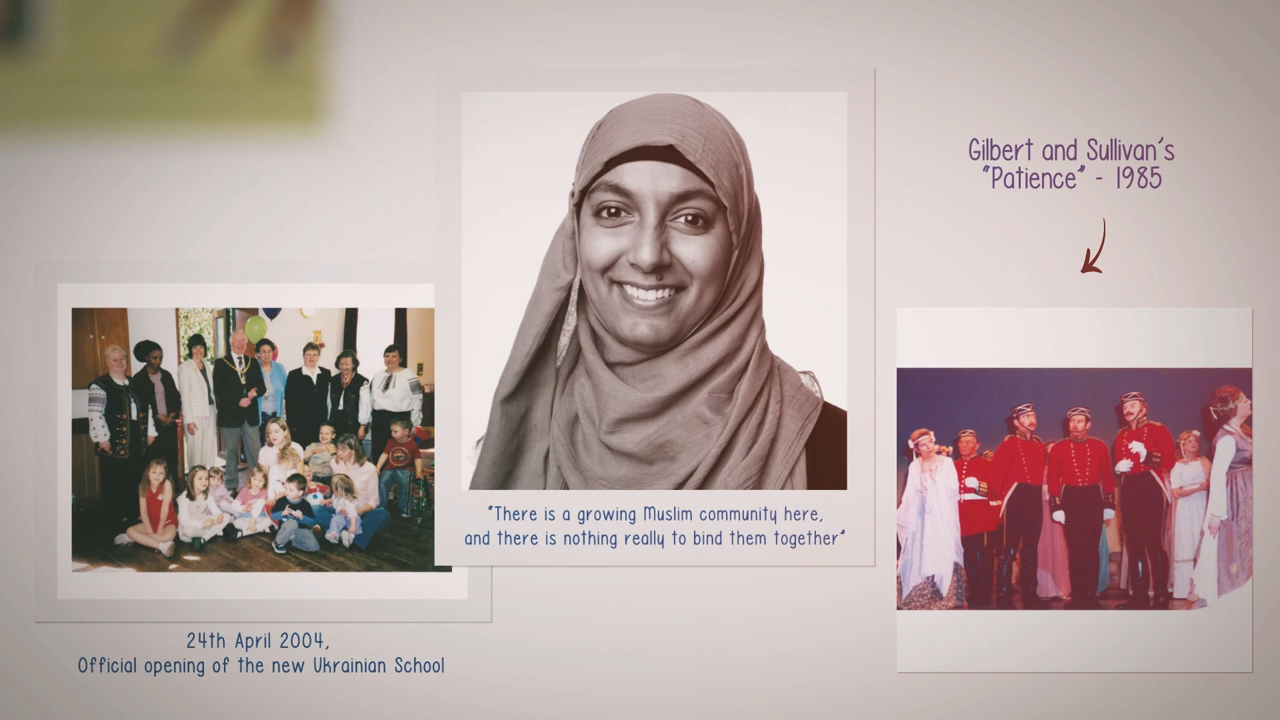 Gilbert and Sullivan's
"Patience" - 1985
"There is a growing Muslim community here,
and there is nothing really to bind them together"
24th April 2004,
Official opening of the new Ukrainian School